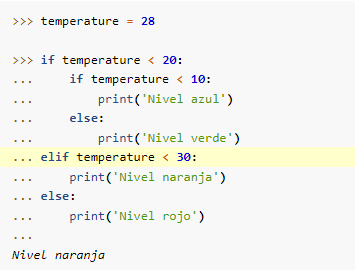 >>> temperature = 28
>>> if temperature < 20:
...     if temperature < 10:
...         print('Nivel azul')
...     else:
...         print('Nivel verde')
... elif temperature < 30:
...     print('Nivel naranja')
... else:
...     print('Nivel rojo')
...
Nivel naranja